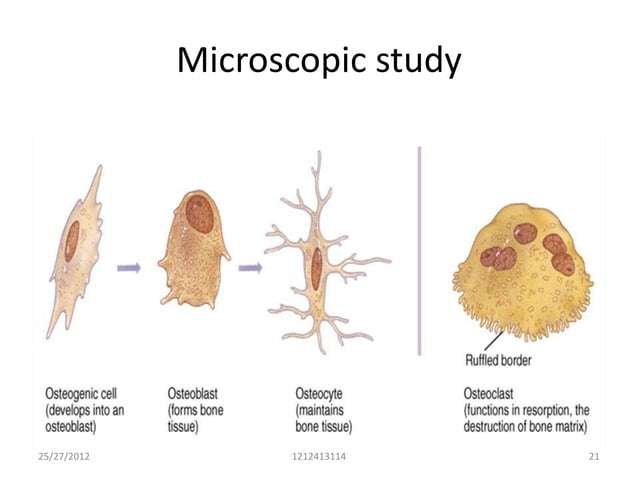 Microscopic study
Ruffled border
Osteogenic cell
(develops into an
osteoblast)
Osteoblast
(forms bone
tissue)
Osteocyte
(maintains
bone tissue)
Osteoclast
(functions in resorption, the
destruction of bone matrix)
25/27/2012
1212413114
21